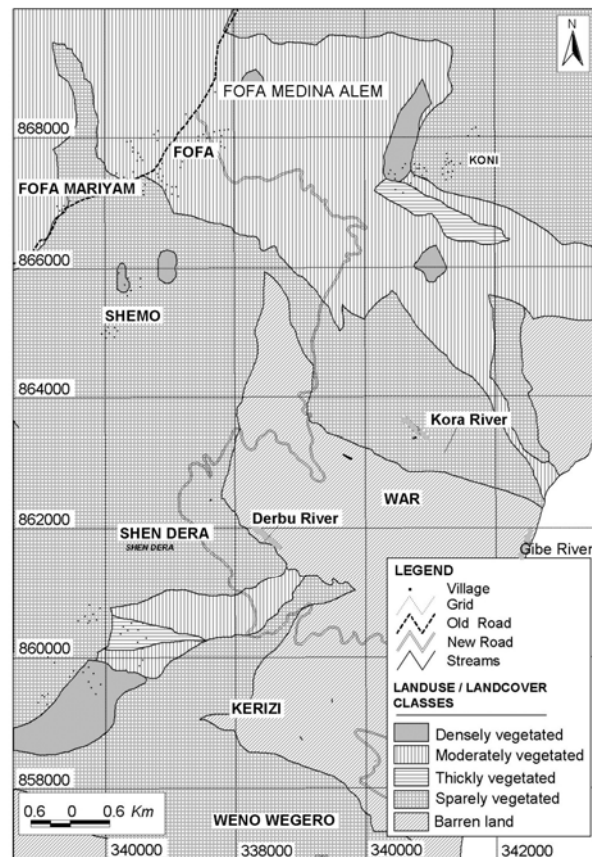 N
FOFA MEDINA ALEM
868000
FOFA
KONI
FOFA MARIYAM
866000
SHEMO
864000
Kora River
WAR
862000
Derbu River
SHEN DERA
SHEN DERA
Gibe River
LEGEND
Village
Grid
Old Road
New Road
Streams
LANDUSE / LANDCOVER
CLASSES
Densely vegetated
Moderately vegetated
Thickly vegetated
Sparely vegetated
Barren land
860000
KERIZI
858000
0.6 0 0.6 Km
WENO WEGERO
340000 338000 340000 342000